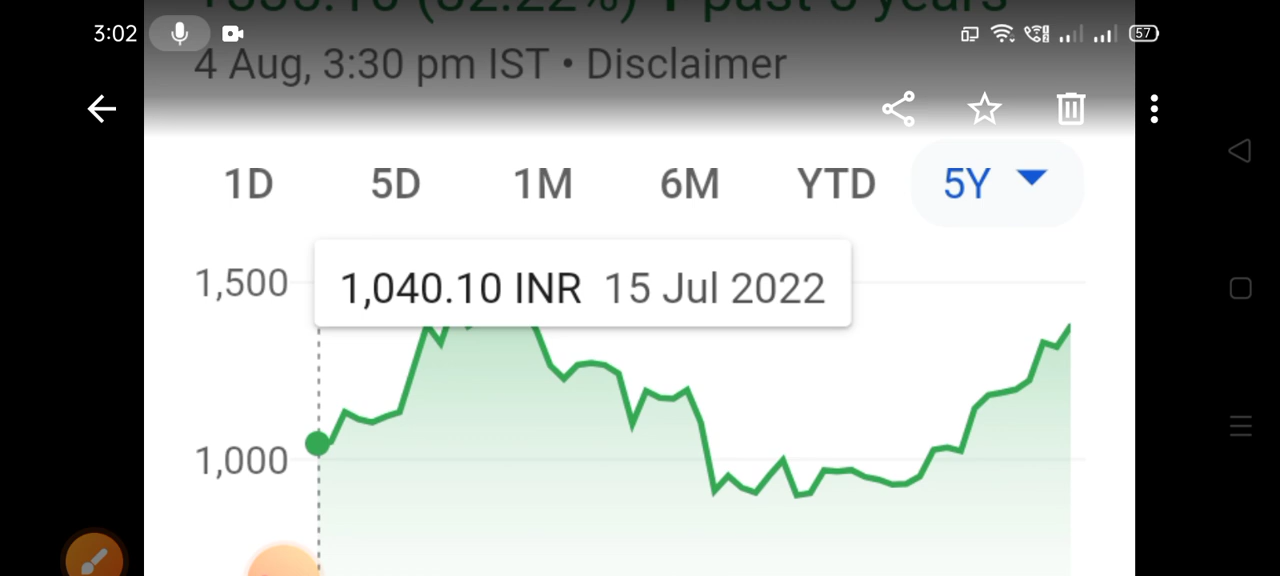 3:02
57
4 Aug, 3:30 pm IST • Disclaimer
1D 5D 1M 6M YTD 5Y
1,500
1,040.10 INR 15 Jul 2022
1,000